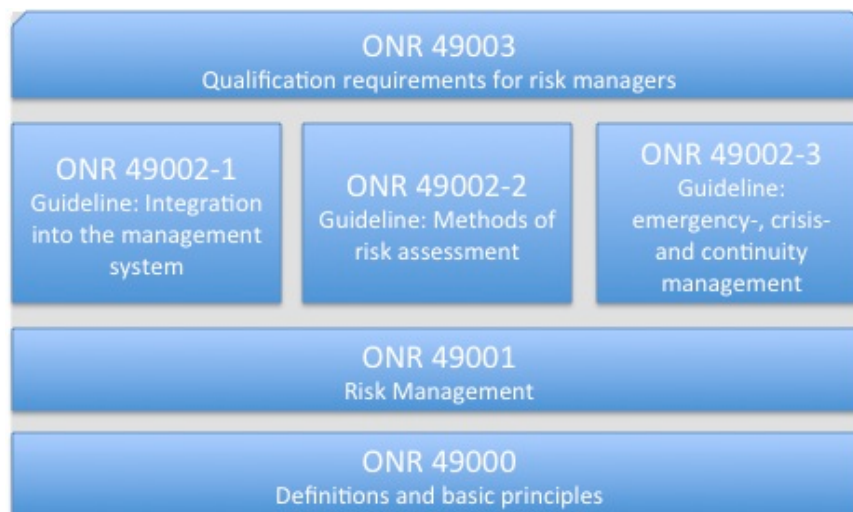 ONR 49003
Qualification requirements for risk managers
ONR 49002-1
Guideline: Integration
into the management
system
ONR 49002-2
Guideline: Methods of
risk assessment
ONR 49002-3
Guideline:
emergency-, crisis-
and continuity
management
ONR 49001
Risk Management
ONR 49000
Definitions and basic principles